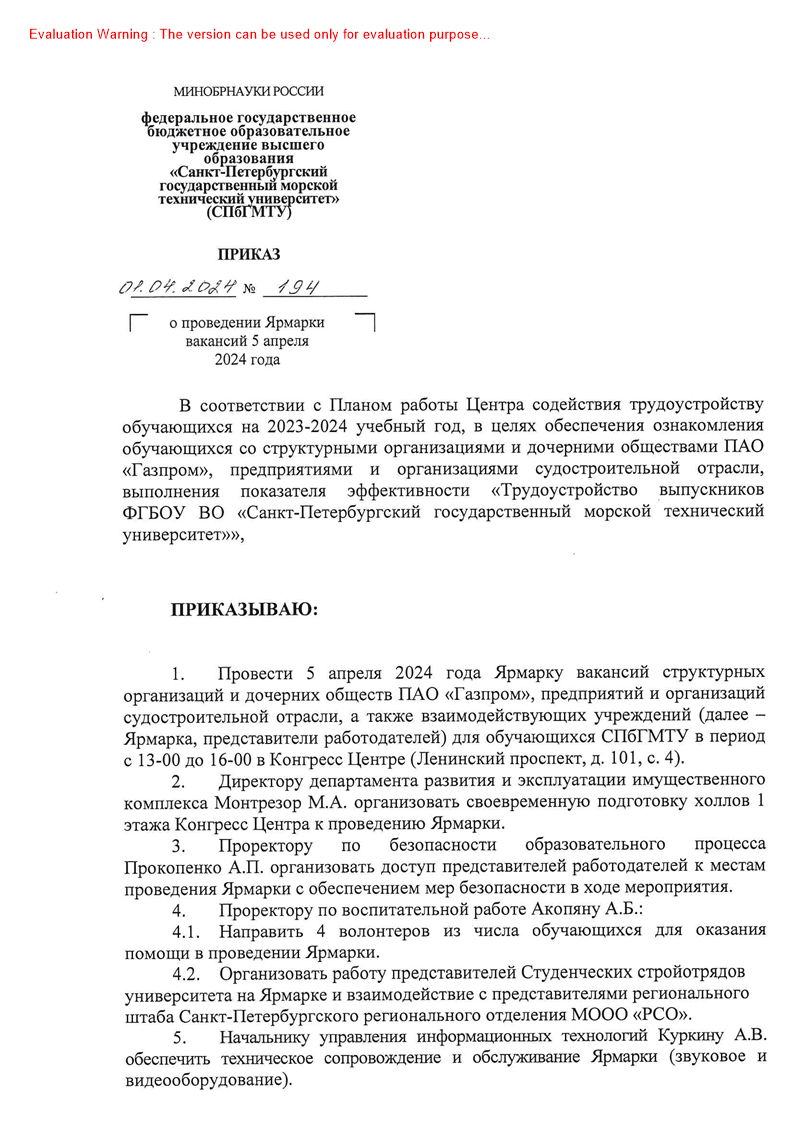 Evaluation Warning : The version can be used only for evaluation purpose...
МИНОБРНАУКИ РОССИИ
федеральное государственное
бюджетное образовательное
учреждение высшего
образования
«Санкт-Петербургский
государственный морской
технический университет»
(СПбГМТУ)
ПРИКАЗ
01.04.2024 № 194
о проведении Ярмарки
вакансий 5 апреля
2024 года
В соответствии с Планом работы Центра содействия трудоустройству
обучающихся на 2023-2024 учебный год, в целях обеспечения ознакомления
обучающихся со структурными организациями и дочерними обществами ПАО
«Газпром», предприятиями и организациями судостроительной отрасли,
выполнения показателя эффективности «Трудоустройство выпускников
ФГБОУ ВО «Санкт-Петербургский государственный морской технический
университет»»,
ПРИКАЗЫВАЮ:
1. Провести 5 апреля 2024 года Ярмарку вакансий структурных
организаций и дочерних обществ ПАО «Газпром», предприятий и организаций
судостроительной отрасли, а также взаимодействующих учреждений (далее –
Ярмарка, представители работодателей) для обучающихся СПбГМТУ в период
с 13-00 до 16-00 в Конгресс Центре (Ленинский проспект, д. 101, с. 4).
2. Директору департамента развития и эксплуатации имущественного
комплекса Монтрезор М.А. организовать своевременную подготовку холлов 1
этажа Конгресс Центра к проведению Ярмарки.
3. Проректору по безопасности образовательного процесса
Прокопенко А.П. организовать доступ представителей работодателей к местам
проведения Ярмарки с обеспечением мер безопасности в ходе мероприятия.
4. Проректору по воспитательной работе Акопяну А.Б.:
4.1. Направить 4 волонтеров из числа обучающихся для оказания
помощи в проведении Ярмарки.
4.2. Организовать работу представителей Студенческих стройотрядов
университета на Ярмарке и взаимодействие с представителями регионального
штаба Санкт-Петербургского регионального отделения МООО «РСО».
5. Начальнику управления информационных технологий Куркину А.В.
обеспечить техническое сопровождение и обслуживание Ярмарки (звуковое и
видеооборудование).